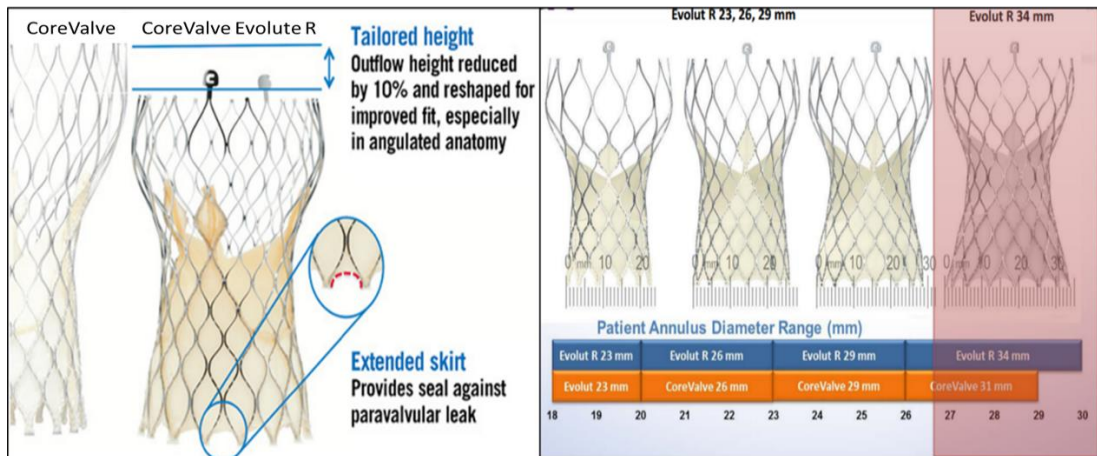 CoreValve
CoreValve Evolute R
Tailored height
Outflow height reduced
by 10% and reshaped for
improved fit, especially
in angulated anatomy
Extended skirt
Provides seal against
paravalvular leak
Evolut R 23, 26, 29 mm
Evolut R 34 mm
0 mm 10 20
0 mm 10 20
0 mm 10 20 30
0 mm 10 20 30
Patient Annulus Diameter Range (mm)
Evolut R 23 mm Evolut R 26 mm Evolut R 29 mm Evolut R 34 mm
Evolut 23 mm CoreValve 26 mm CoreValve 29 mm CoreValve 31 mm
18 19 20 21 22 23 24 25 26 27 28 29 30